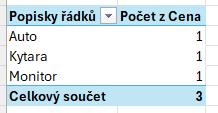 Popisky řádků Počet z Cena
Auto 1
Kytara 1
Monitor 1
Celkový součet 3